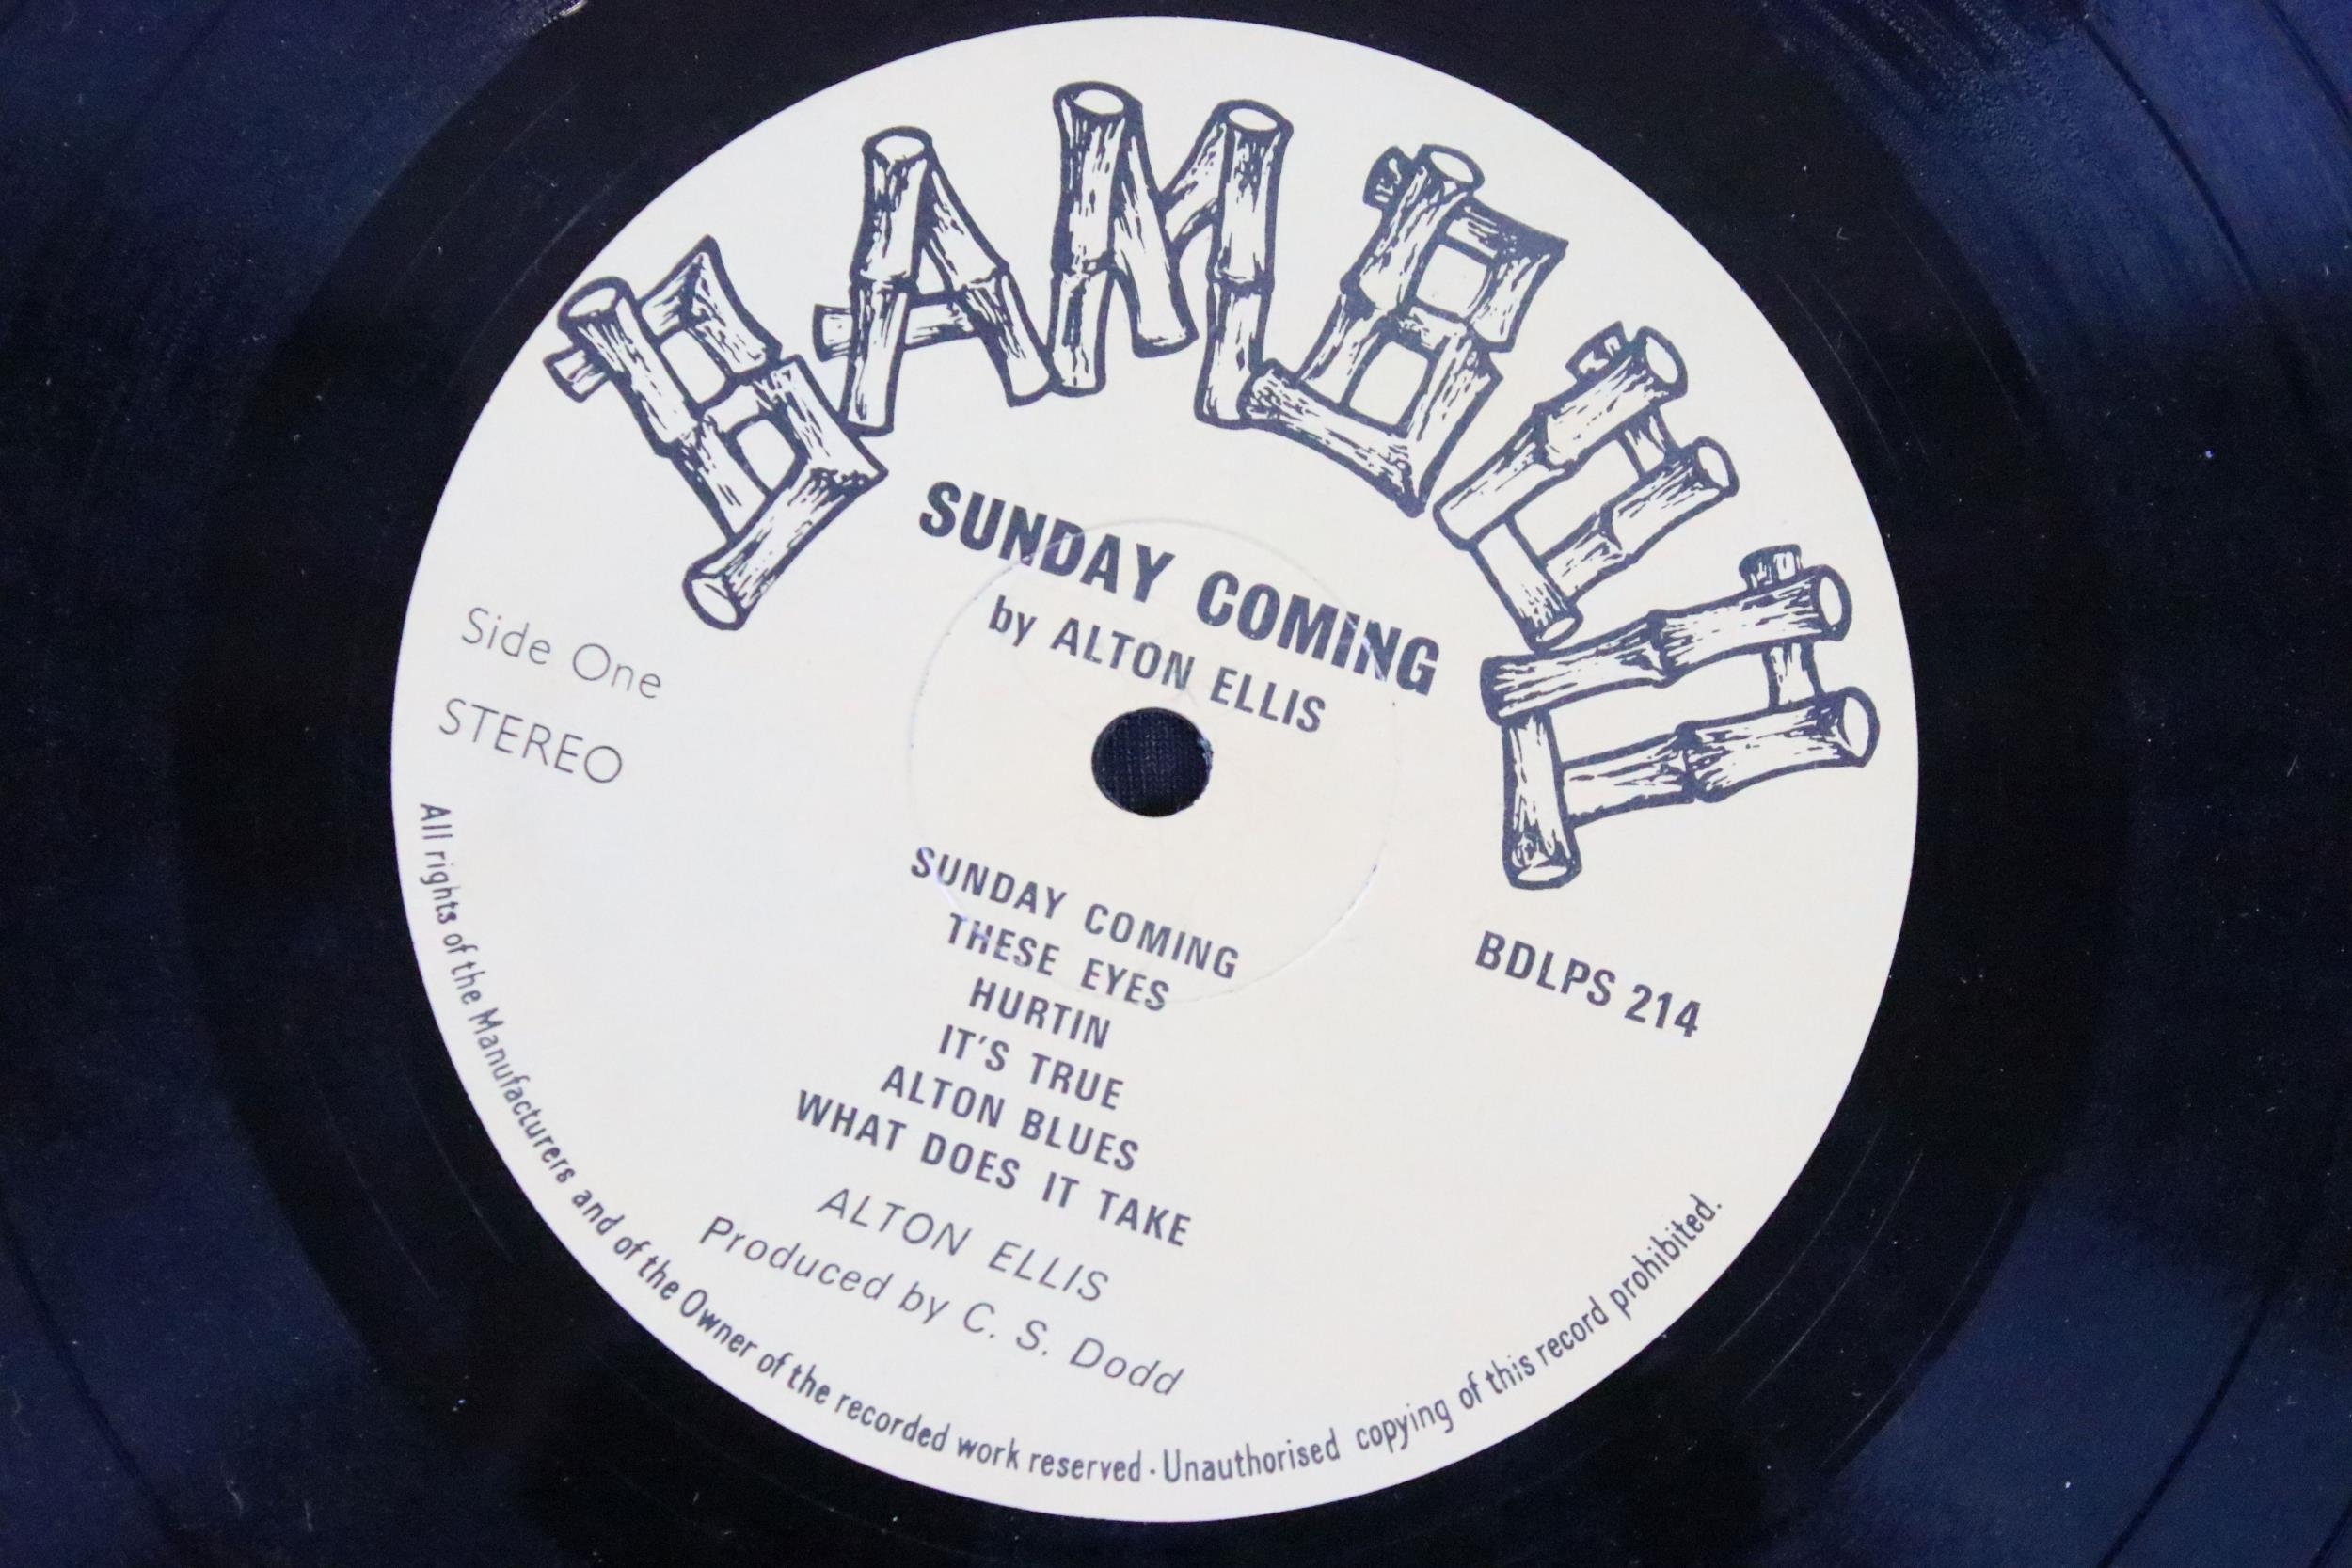 BAMBOO
SUNDAY COMING
by ALTON ELLIS
Side One
STEREO
BDLPS 214
SUNDAY COMING
THESE EYES
HURTIN
IT'S TRUE
ALTON BLUES
WHAT DOES IT TAKE
ALTON ELLIS
Produced by C. S. Dodd
All rights of the Manufacturers and of the Owner of the recorded work reserved · Unauthorised copying of this record prohibited.